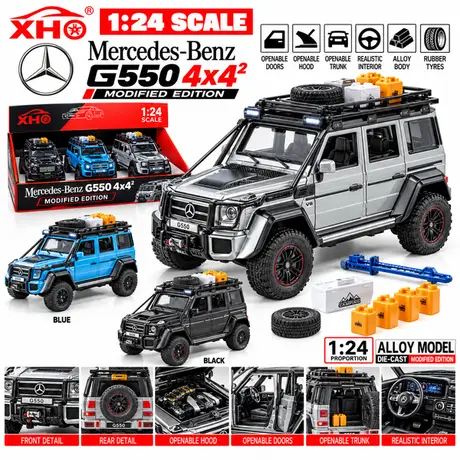 XHO®
1:24 SCALE
Mercedes-Benz
G550 4x4²
MODIFIED EDITION
OPENABLE DOORS
OPENABLE HOOD
OPENABLE TRUNK
REALISTIC INTERIOR
ALLOY BODY
RUBBER TYRES
XHO
1:24
SCALE
Mercedes-Benz G550 4x4²
MODIFIED EDITION
G550
BLUE
BLACK
1:24
PROPORTION
ALLOY MODEL
DIE-CAST MODIFIED EDITION
G550
FRONT DETAIL
REAR DETAIL
OPENABLE HOOD
OPENABLE DOORS
OPENABLE TRUNK
REALISTIC INTERIOR